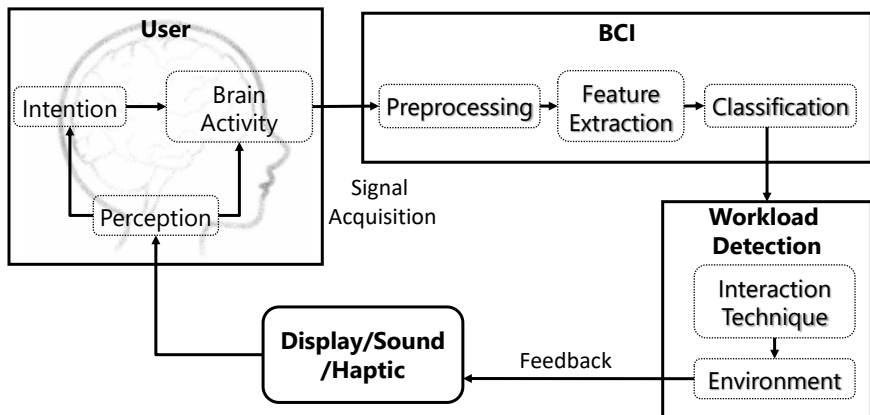 User
Intention
Brain
Activity
Perception
Signal
Acquisition
BCI
Preprocessing
Feature
Extraction
Classification
Workload
Detection
Interaction
Technique
Environment
Feedback
Display/Sound
/Haptic